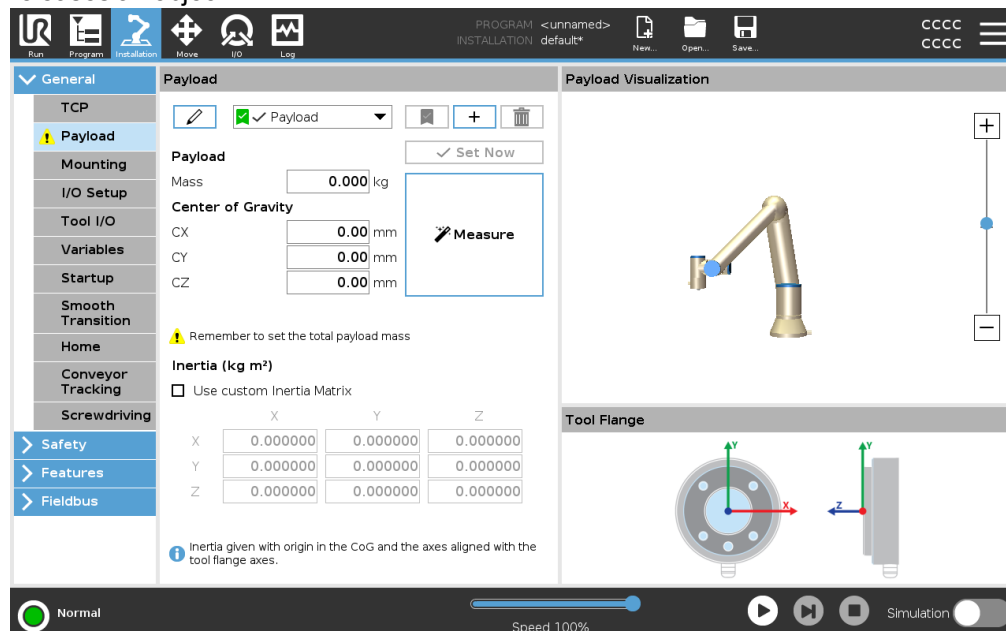 PROGRAM <unnamed>
INSTALLATION default*
CCCC
CCCC
UR
Run
Program
Installation
Move
I/O
Log
New...
Open...
Save...
General
TCP
Payload
Mounting
I/O Setup
Tool I/O
Variables
Startup
Smooth
Transition
Home
Conveyor
Tracking
Screwdriving
Safety
Features
Fieldbus
Payload
Payload
Set Now
Payload
Mass 0.000 kg
Center of Gravity
CX 0.00 mm
CY 0.00 mm
CZ 0.00 mm
Measure
Remember to set the total payload mass
Inertia (kg m²)
Use custom Inertia Matrix
X Y Z
X 0.000000 0.000000 0.000000
Y 0.000000 0.000000 0.000000
Z 0.000000 0.000000 0.000000
Inertia given with origin in the CoG and the axes aligned with the
tool flange axes.
Payload Visualization
Tool Flange
Y
X
Y
Z
Normal
Speed 100%
Simulation